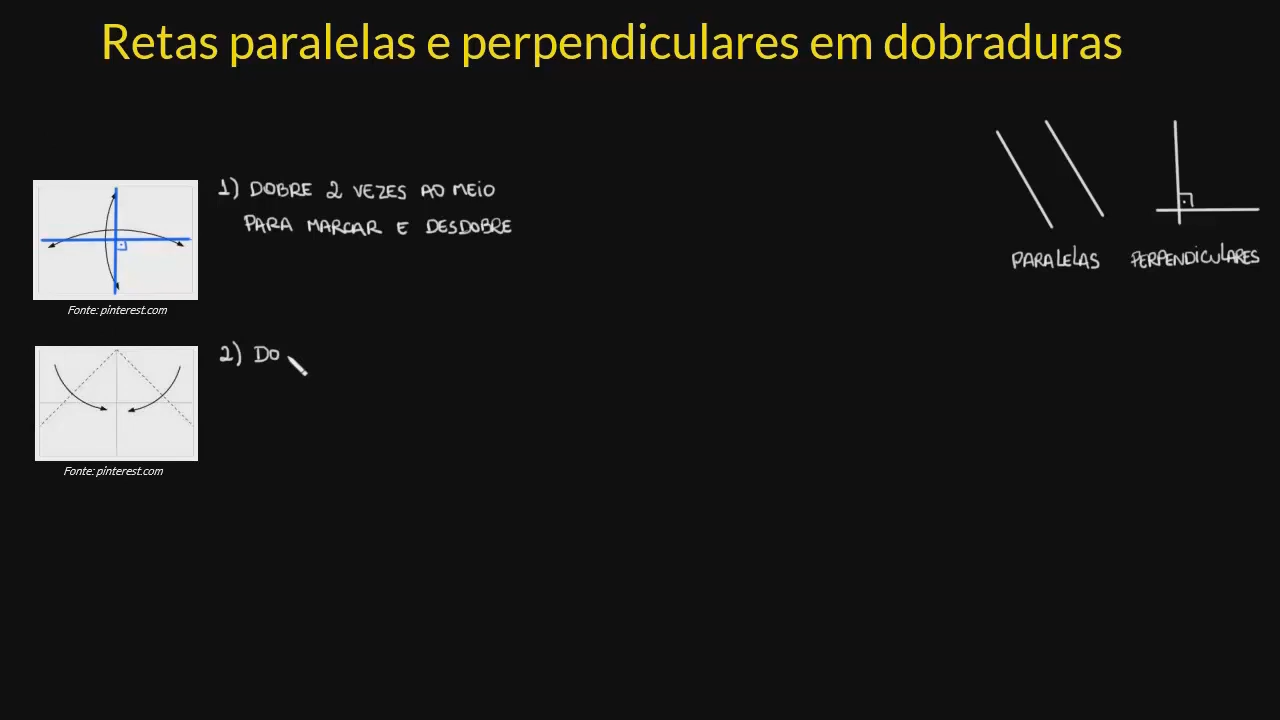 Retas paralelas e perpendiculares em dobraduras
1) DOBRE 2 VEZES AO MEIO
PARA MARCAR E DESDOBRE
Fonte: pinterest.com
PARALELAS
PERPENDICULARES
2) DO
Fonte: pinterest.com